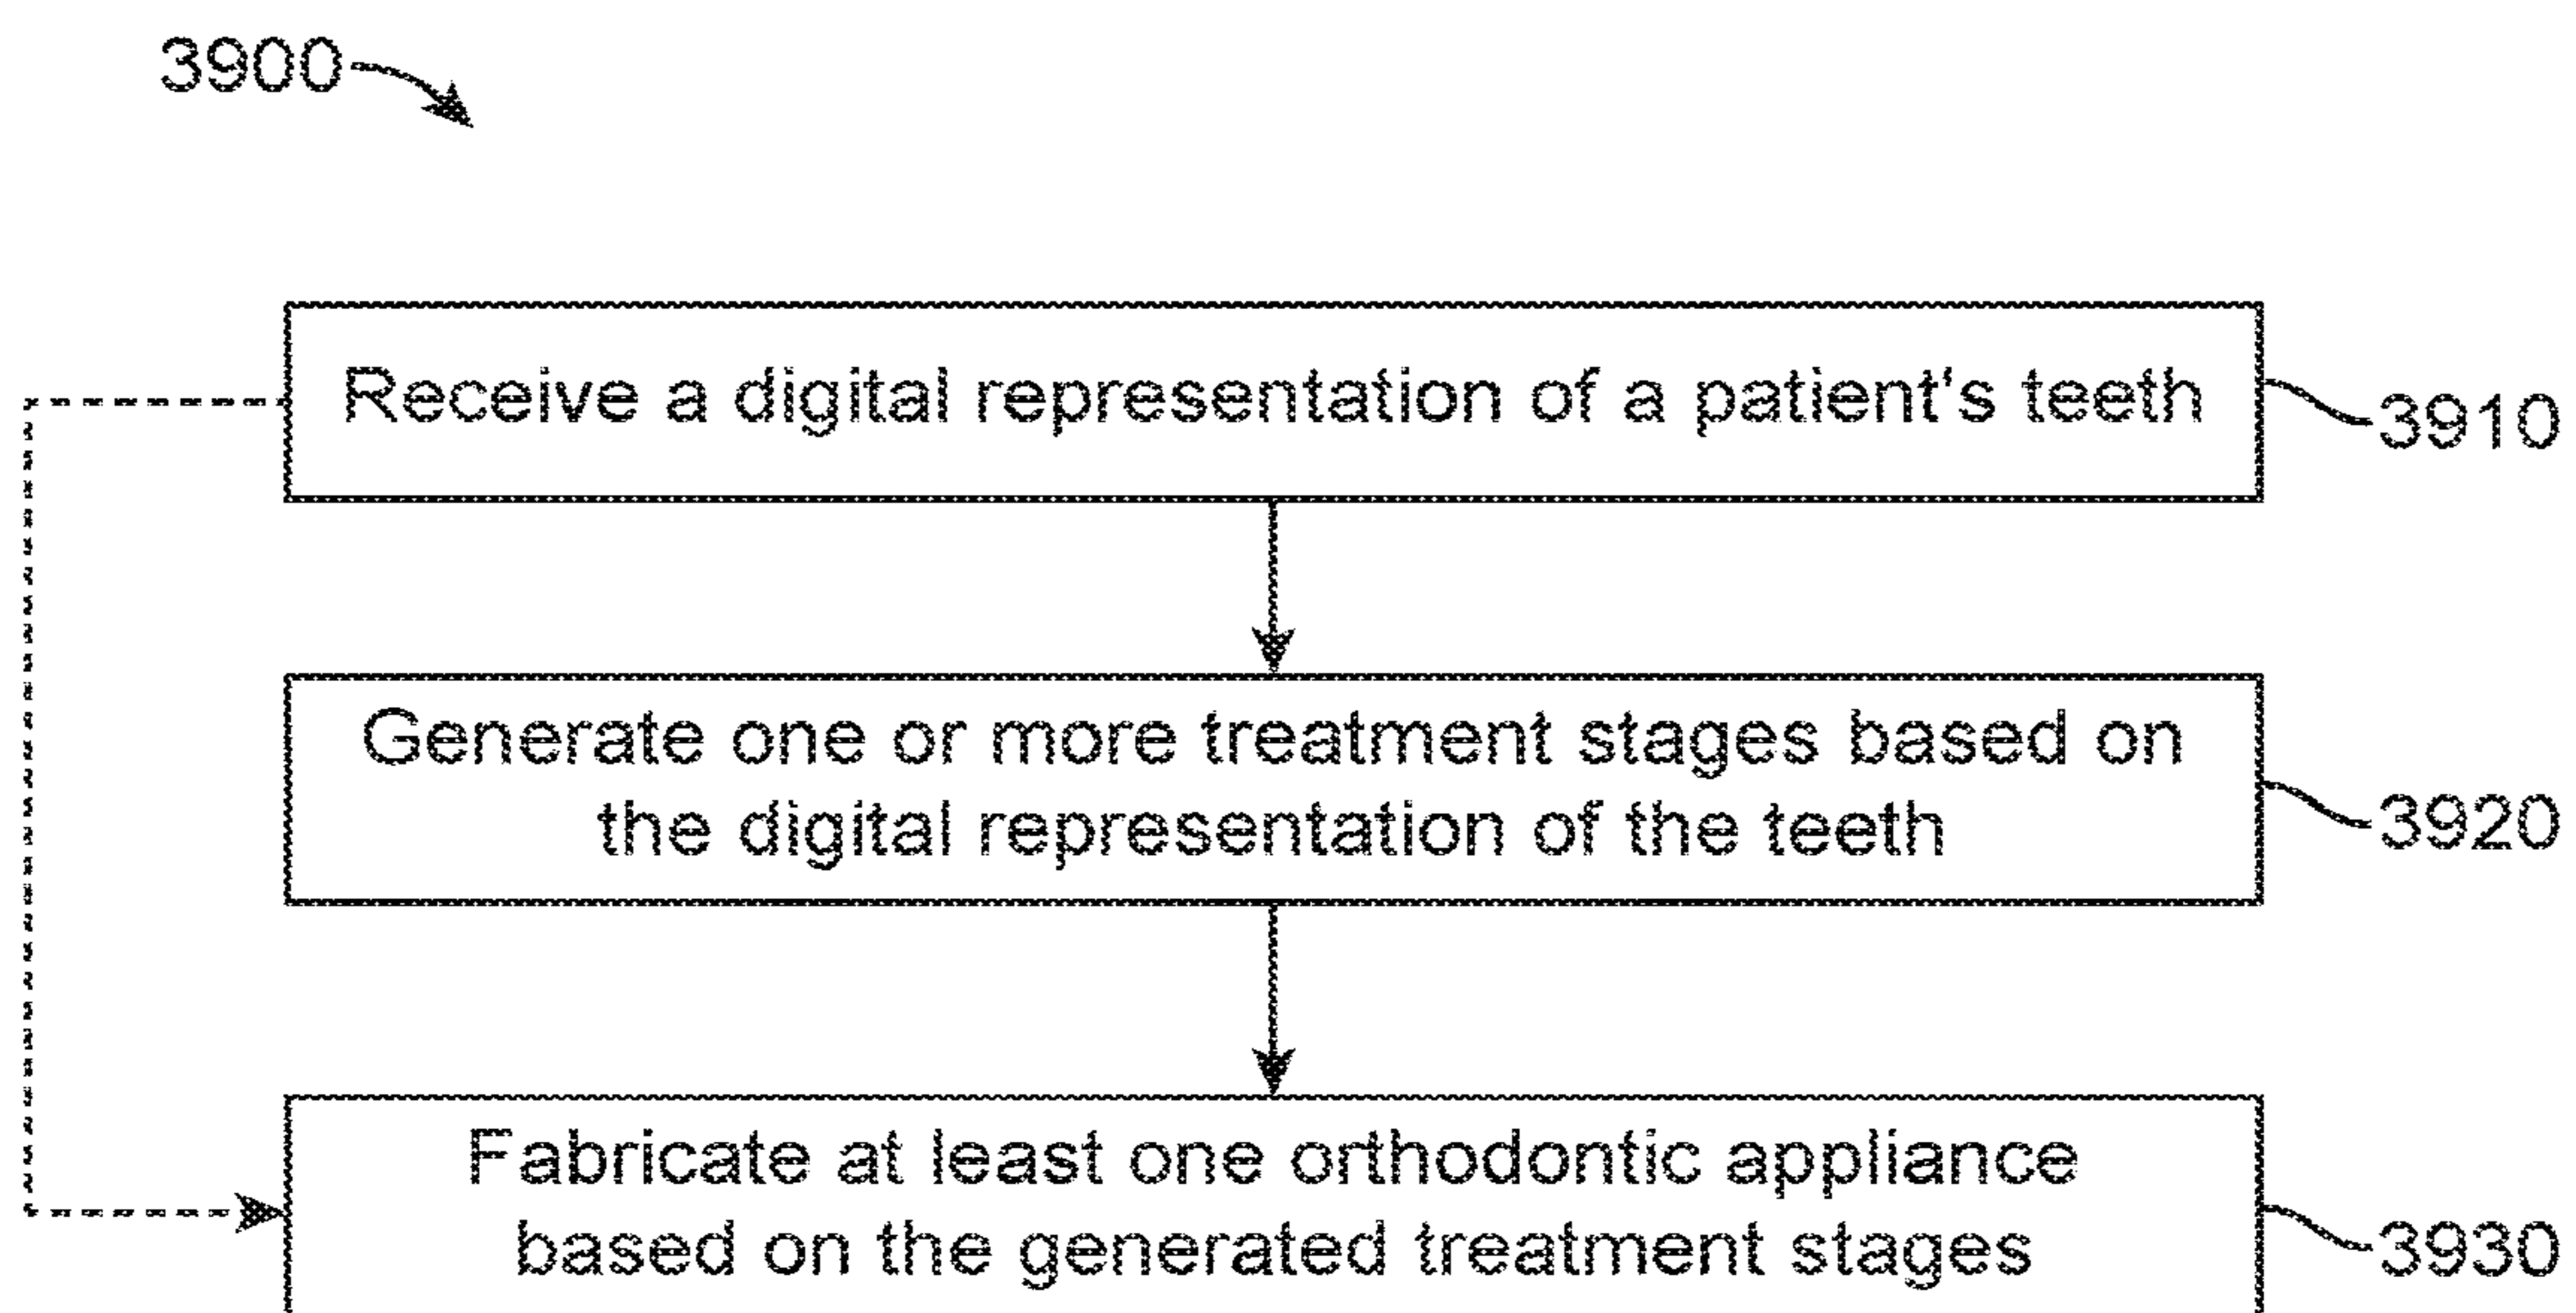 3900
Receive a digital representation of a patient's teeth
3910
Generate one or more treatment stages based on
the digital representation of the teeth
3920
Fabricate at least one orthodontic appliance
based on the generated treatment stages
3930